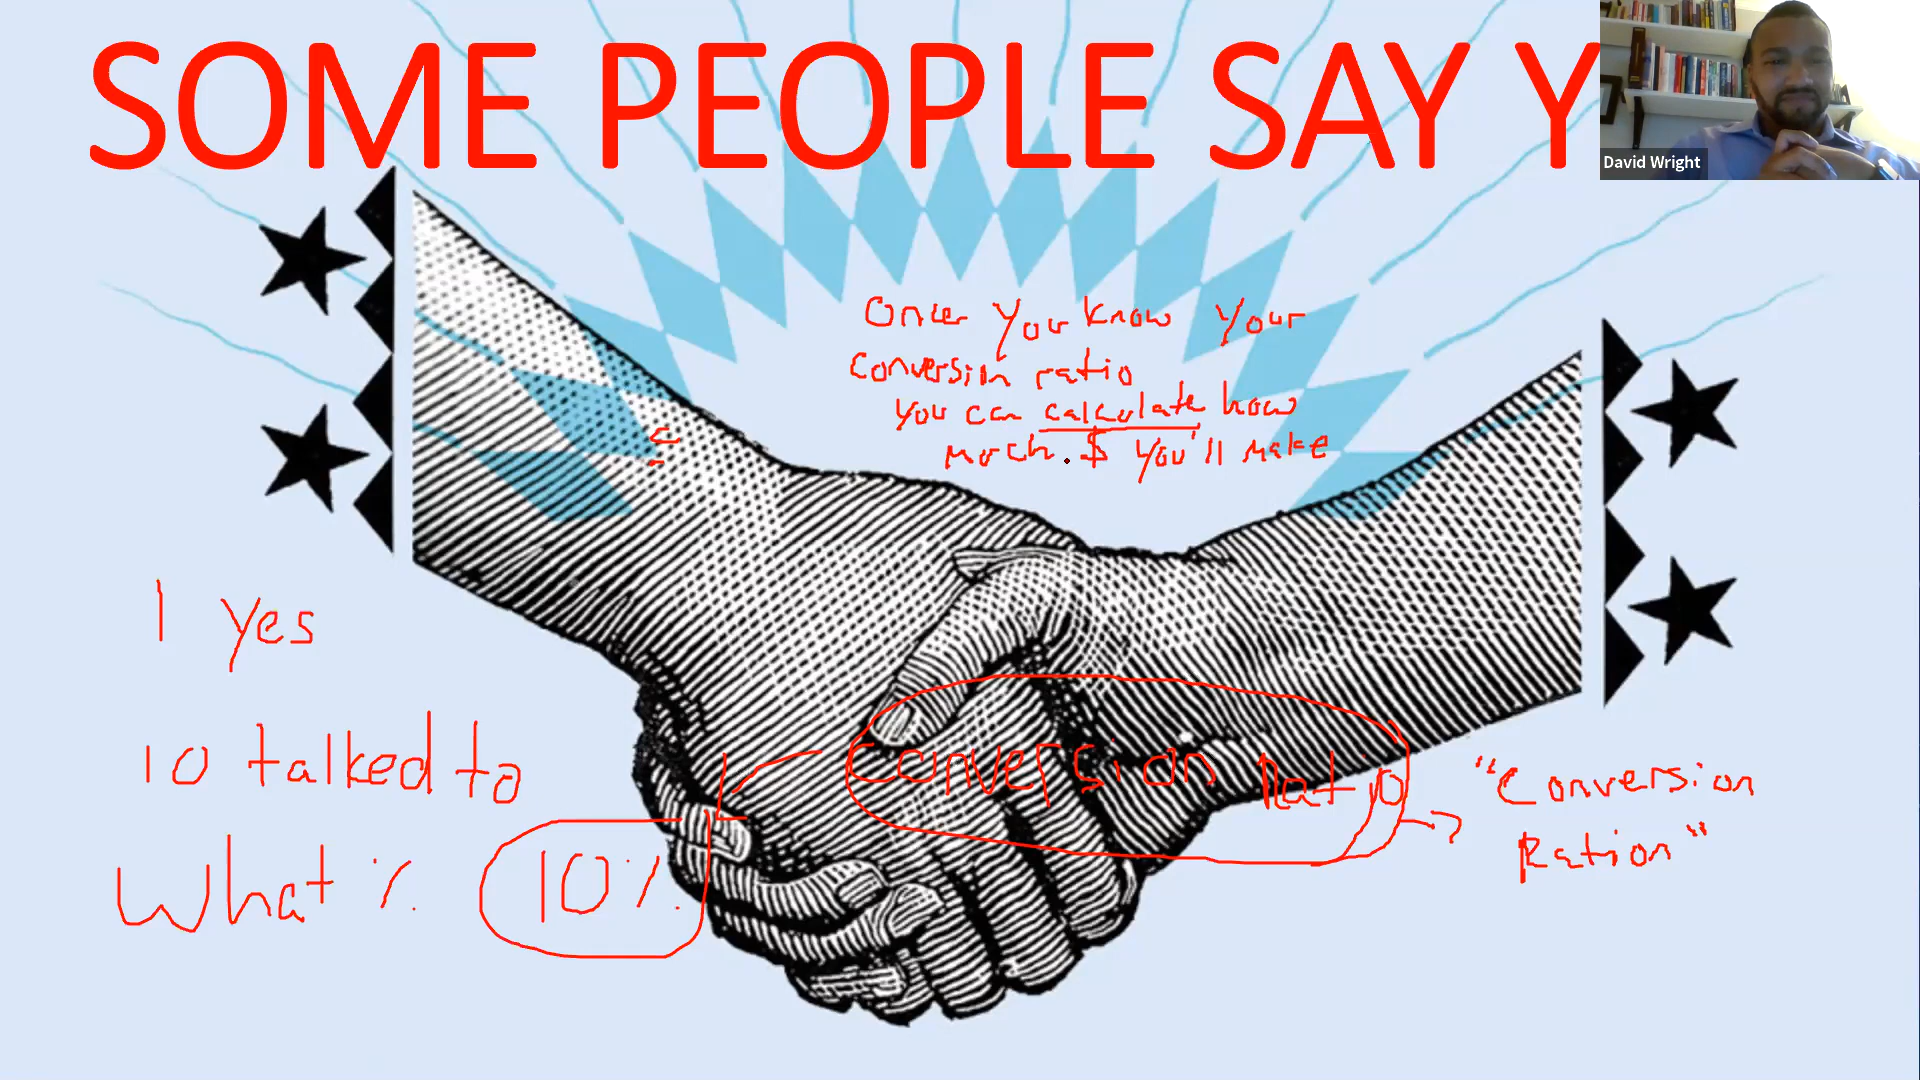 SOME PEOPLE SAY Y
David Wright
Once You know Your
conversion ratio
You can calculate how
much $ You'll make
1 yes
10 talked to
What % 10%
Conversion Ratio
"Conversion
Ration"